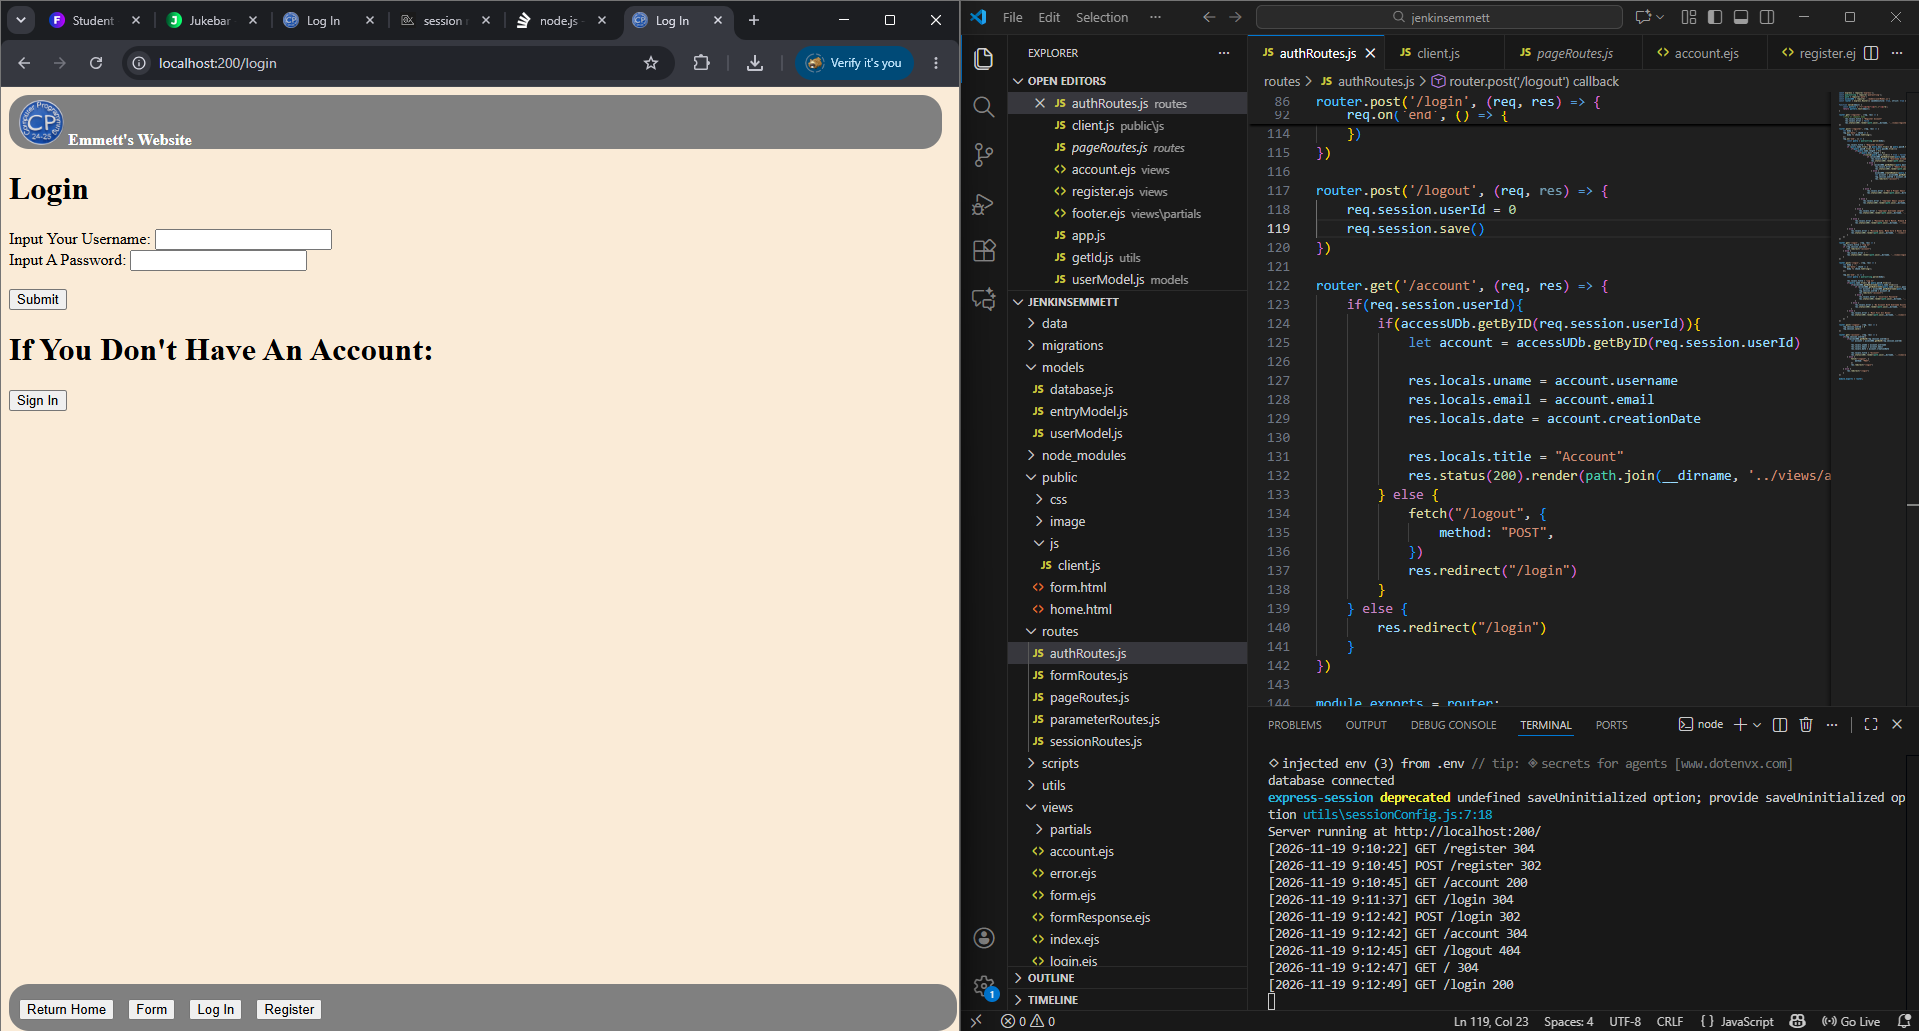 Student
Jukebar
Log In
session
node.js
Log In
localhost:200/login
Verify it's you
Computer Programming
CP
24-25
Emmett's Website
Login
Input Your Username:
Input A Password:
Submit
If You Don't Have An Account:
Sign In
Return Home
Form
Log In
Register
File
Edit
Selection
jenkinsemmett
EXPLORER
OPEN EDITORS
authRoutes.js routes
client.js public\js
pageRoutes.js routes
account.ejs views
register.ejs views
footer.ejs views\partials
app.js
getId.js utils
userModel.js models
JENKINSEMMETT
data
migrations
models
database.js
entryModel.js
userModel.js
node_modules
public
css
image
js
client.js
form.html
home.html
routes
authRoutes.js
formRoutes.js
pageRoutes.js
parameterRoutes.js
sessionRoutes.js
scripts
utils
views
partials
account.ejs
error.ejs
form.ejs
formResponse.ejs
index.ejs
login.ejs
OUTLINE
TIMELINE
authRoutes.js
client.js
pageRoutes.js
account.ejs
register.ej
routes > authRoutes.js > router.post('/logout') callback
86 router.post('/login', (req, res) => {
92 req.on('end', () => {
114 })
115 })
116
117 router.post('/logout', (req, res) => {
118 req.session.userId = 0
119 req.session.save()
120 })
121
122 router.get('/account', (req, res) => {
123 if(req.session.userId){
124 if(accessUDb.getByID(req.session.userId)){
125 let account = accessUDb.getByID(req.session.userId)
126
127 res.locals.uname = account.username
128 res.locals.email = account.email
129 res.locals.date = account.creationDate
130
131 res.locals.title = "Account"
132 res.status(200).render(path.join(__dirname, '../views/a
133 } else {
134 fetch("/logout", {
135 method: "POST",
136 })
137 res.redirect("/login")
138 }
139 } else {
140 res.redirect("/login")
141 }
142 })
143
144 module.exports = router;
PROBLEMS
OUTPUT
DEBUG CONSOLE
TERMINAL
PORTS
node
injected env (3) from .env // tip: secrets for agents [www.dotenvx.com]
database connected
express-session deprecated undefined saveUninitialized option; provide saveUninitialized op
tion utils\sessionConfig.js:7:18
Server running at http://localhost:200/
[2026-11-19 9:10:22] GET /register 304
[2026-11-19 9:10:45] POST /register 302
[2026-11-19 9:10:45] GET /account 200
[2026-11-19 9:11:37] GET /login 304
[2026-11-19 9:12:42] POST /login 302
[2026-11-19 9:12:42] GET /account 304
[2026-11-19 9:12:45] GET /logout 404
[2026-11-19 9:12:47] GET / 304
[2026-11-19 9:12:49] GET /login 200
1
0 0
Ln 119, Col 23
Spaces: 4
UTF-8
CRLF
{ } JavaScript
Go Live